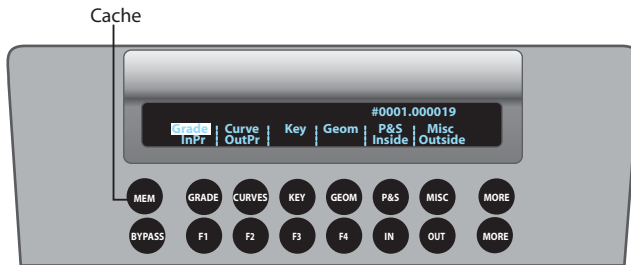 Cache
#0001.000019
Grade Curve Key Geom P&S Misc
InPr OutPr Inside Outside
MEM GRADE CURVES KEY GEOM P&S MISC MORE
BYPASS F1 F2 F3 F4 IN OUT MORE